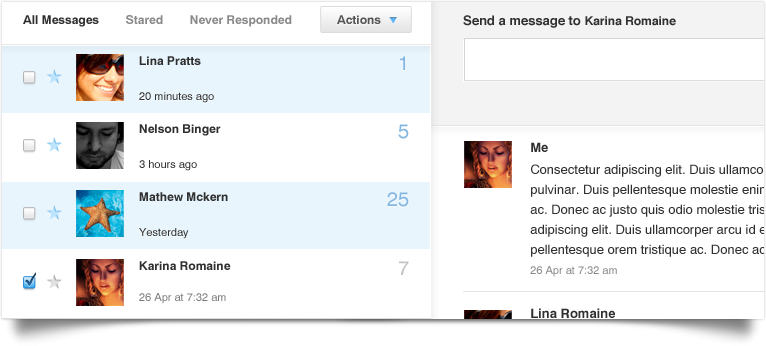 All Messages Stared Never Responded Actions
Lina Pratts 1
20 minutes ago
Nelson Binger 5
3 hours ago
Mathew Mckern 25
Yesterday
Karina Romaine 7
26 Apr at 7:32 am
Send a message to Karina Romaine
Me
Consectetur adipiscing elit. Duis ullamco
pulvinar. Duis pellentesque molestie enin
ac. Donec ac justo quis odio molestie tris
adipiscing elit. Duis ullamcorper arcu id e
pellentesque orem tristique ac. Donec ac
26 Apr at 7:32 am
Lina Romaine